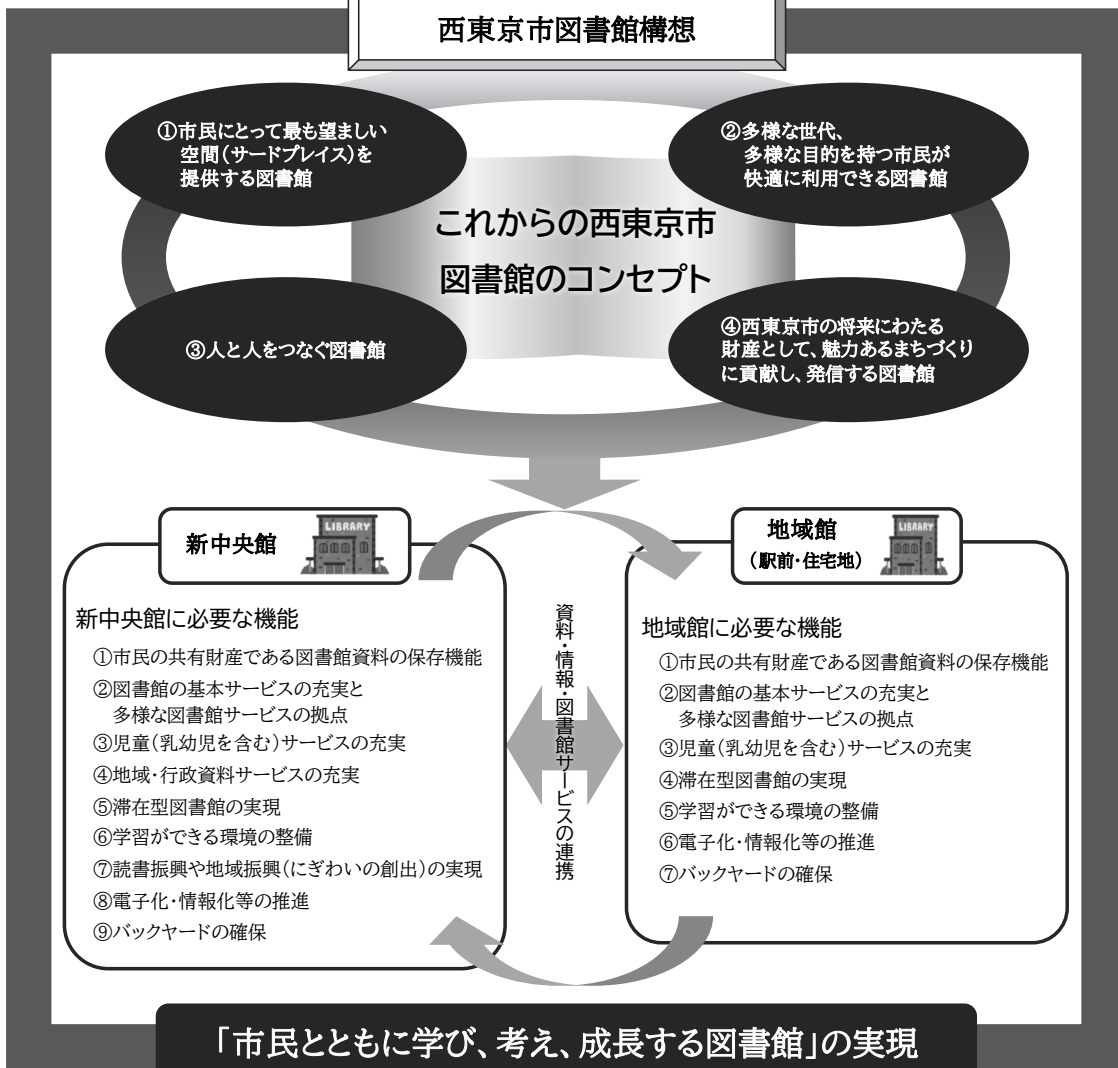 西東京市図書館構想
①市民にとって最も望ましい
空間(サードプレイス)を
提供する図書館
②多様な世代、
多様な目的を持つ市民が
快適に利用できる図書館
これからの西東京市
図書館のコンセプト
③人と人をつなぐ図書館
④西東京市の将来にわたる
財産として、魅力あるまちづくり
に貢献し、発信する図書館
新中央館
LIBRARY
新中央館に必要な機能
①市民の共有財産である図書館資料の保存機能
②図書館の基本サービスの充実と
多様な図書館サービスの拠点
③児童(乳幼児を含む)サービスの充実
④地域・行政資料サービスの充実
⑤滞在型図書館の実現
⑥学習ができる環境の整備
⑦読書振興や地域振興(にぎわいの創出)の実現
⑧電子化・情報化等の推進
⑨バックヤードの確保
資料・情報・図書館サービスの連携
地域館
(駅前・住宅地)
LIBRARY
地域館に必要な機能
①市民の共有財産である図書館資料の保存機能
②図書館の基本サービスの充実と
多様な図書館サービスの拠点
③児童(乳幼児を含む)サービスの充実
④滞在型図書館の実現
⑤学習ができる環境の整備
⑥電子化・情報化等の推進
⑦バックヤードの確保
「市民とともに学び、考え、成長する図書館」の実現